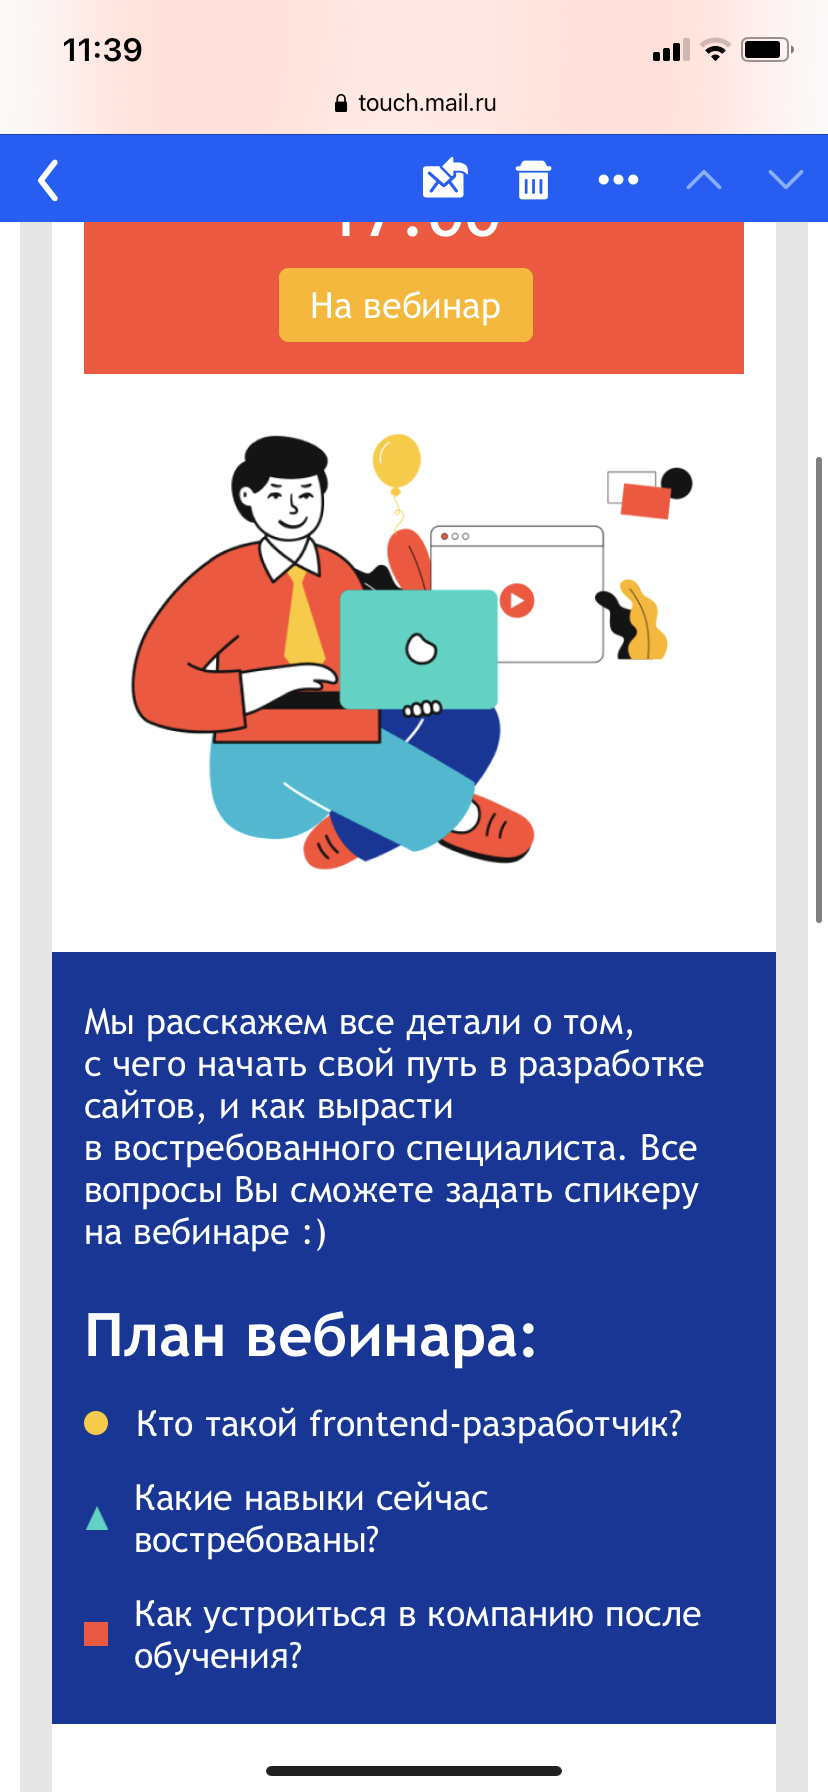 11:39
touch.mail.ru
На вебинар
Мы расскажем все детали о том,
с чего начать свой путь в разработке
сайтов, и как вырасти
в востребованного специалиста. Все
вопросы Вы сможете задать спикеру
на вебинаре :)
План вебинара:
Кто такой frontend-разработчик?
Какие навыки сейчас
востребованы?
Как устроиться в компанию после
обучения?